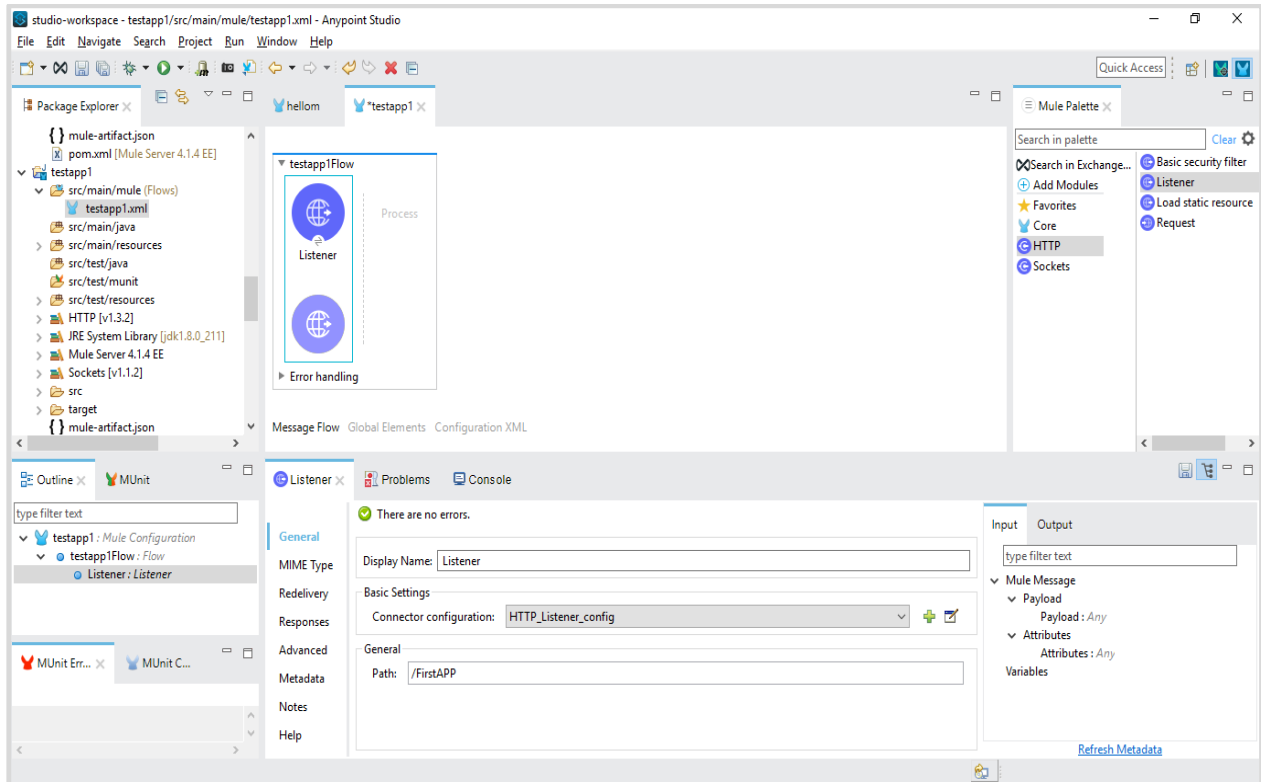 studio-workspace - testapp1/src/main/mule/testapp1.xml - Anypoint Studio
File Edit Navigate Search Project Run Window Help
Quick Access
Package Explorer
{ } mule-artifact.json
pom.xml [Mule Server 4.1.4 EE]
testapp1
src/main/mule (Flows)
testapp1.xml
src/main/java
src/main/resources
src/test/java
src/test/munit
src/test/resources
HTTP [v1.3.2]
JRE System Library [jdk1.8.0_211]
Mule Server 4.1.4 EE
Sockets [v1.1.2]
src
target
{ } mule-artifact.json
hellom
*testapp1
testapp1Flow
Listener
Process
Error handling
Message Flow Global Elements Configuration XML
Mule Palette
Search in palette
Clear
Search in Exchange...
Add Modules
Favorites
Core
HTTP
Sockets
Basic security filter
Listener
Load static resource
Request
Outline
MUnit
type filter text
testapp1 : Mule Configuration
testapp1Flow : Flow
Listener : Listener
MUnit Err...
MUnit C...
Listener
Problems
Console
General
MIME Type
Redelivery
Responses
Advanced
Metadata
Notes
Help
There are no errors.
Display Name: Listener
Basic Settings
Connector configuration: HTTP_Listener_config
General
Path: /FirstAPP
Input Output
type filter text
Mule Message
Payload
Payload : Any
Attributes
Attributes : Any
Variables
Refresh Metadata